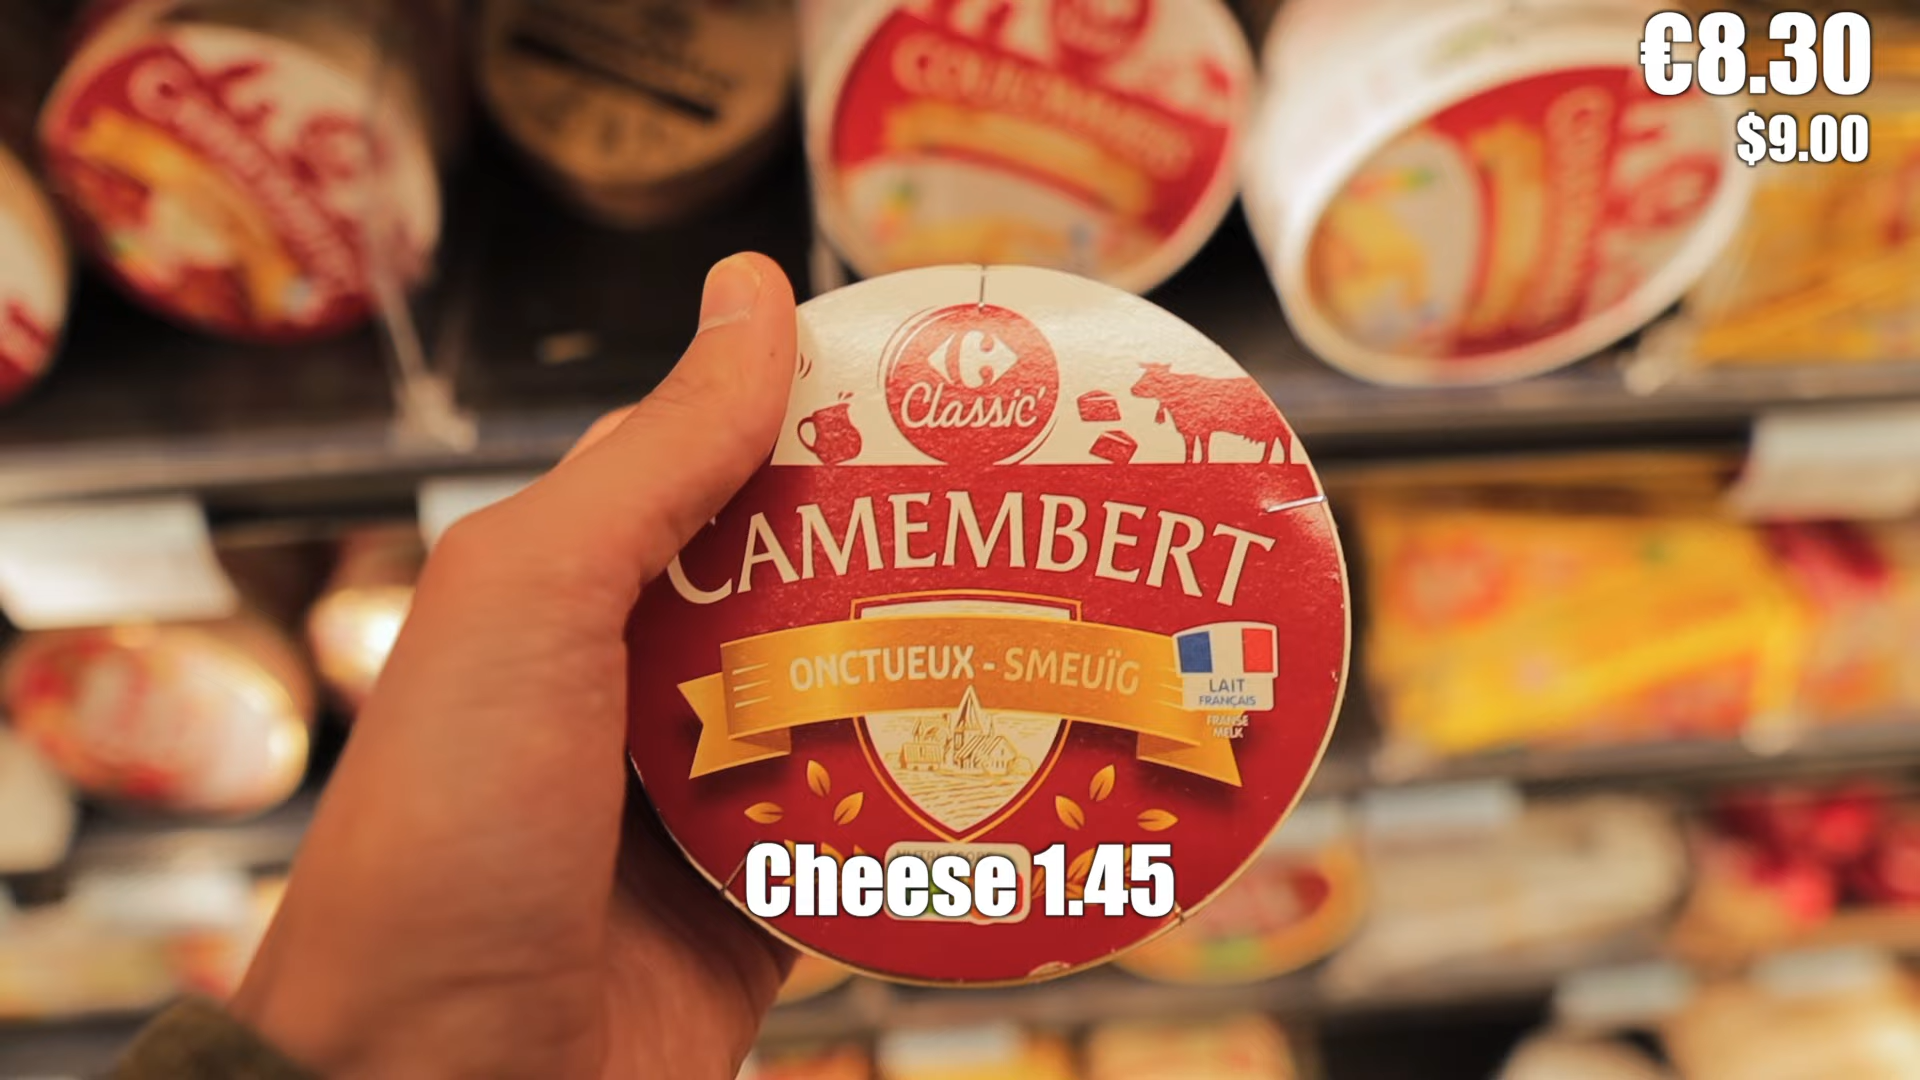 €8.30
$9.00
Classic'
CAMEMBERT
ONCTUEUX - SMEUÏG
LAIT
FRANÇAIS
FRANSE
MELK
Cheese 1.45